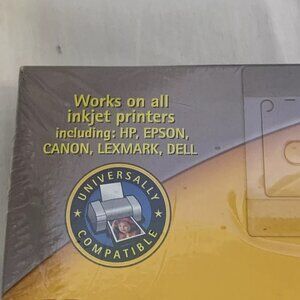 Works on all
inkjet printers
including: HP, EPSON,
CANON, LEXMARK, DELL
UNIVERSALLY
COMPATIBLE